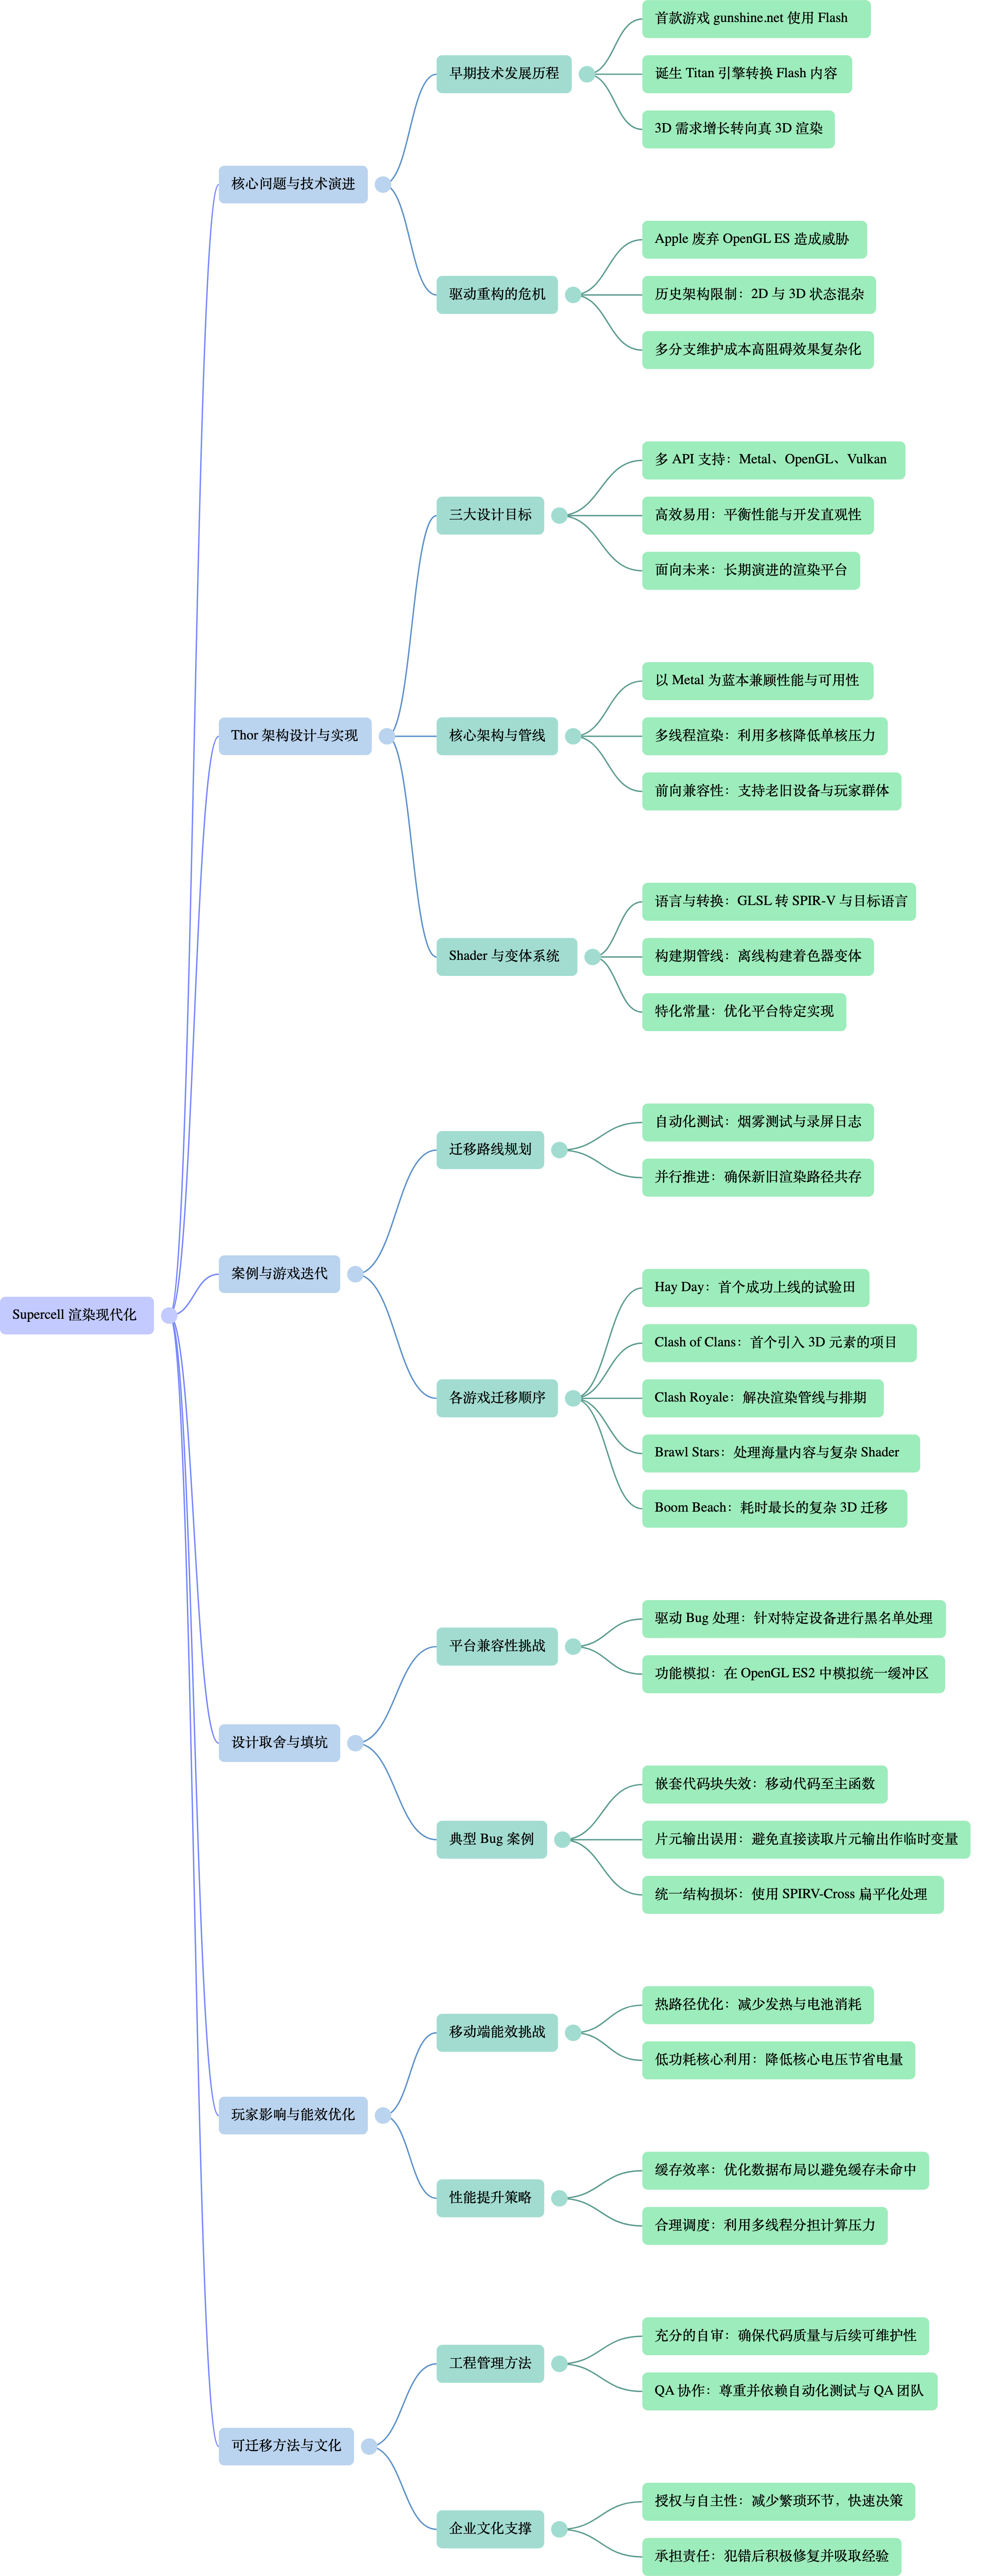 Supercell 渲染现代化
核心问题与技术演进
早期技术发展历程
首款游戏 gunshine.net 使用 Flash
诞生 Titan 引擎转换 Flash 内容
3D 需求增长转向真 3D 渲染
驱动重构的危机
Apple 废弃 OpenGL ES 造成威胁
历史架构限制：2D 与 3D 状态混杂
多分支维护成本高阻碍效果复杂化
Thor 架构设计与实现
三大设计目标
多 API 支持：Metal、OpenGL、Vulkan
高效易用：平衡性能与开发直观性
面向未来：长期演进的渲染平台
核心架构与管线
以 Metal 为蓝本兼顾性能与可用性
多线程渲染：利用多核降低单核压力
前向兼容性：支持老旧设备与玩家群体
Shader 与变体系统
语言与转换：GLSL 转 SPIR-V 与目标语言
构建期管线：离线构建着色器变体
特化常量：优化平台特定实现
案例与游戏迭代
迁移路线规划
自动化测试：烟雾测试与录屏日志
并行推进：确保新旧渲染路径共存
各游戏迁移顺序
Hay Day：首个成功上线的试验田
Clash of Clans：首个引入 3D 元素的项目
Clash Royale：解决渲染管线与排期
Brawl Stars：处理海量内容与复杂 Shader
Boom Beach：耗时最长的复杂 3D 迁移
设计取舍与填坑
平台兼容性挑战
驱动 Bug 处理：针对特定设备进行黑名单处理
功能模拟：在 OpenGL ES2 中模拟统一缓冲区
典型 Bug 案例
嵌套代码块失效：移动代码至主函数
片元输出误用：避免直接读取片元输出作临时变量
统一结构损坏：使用 SPIRV-Cross 扁平化处理
玩家影响与能效优化
移动端能效挑战
热路径优化：减少发热与电池消耗
低功耗核心利用：降低核心电压节省电量
性能提升策略
缓存效率：优化数据布局以避免缓存未命中
合理调度：利用多线程分担计算压力
可迁移方法与文化
工程管理方法
充分的自审：确保代码质量与后续可维护性
QA 协作：尊重并依赖自动化测试与 QA 团队
企业文化支撑
授权与自主性：减少繁琐环节，快速决策
承担责任：犯错后积极修复并吸取经验